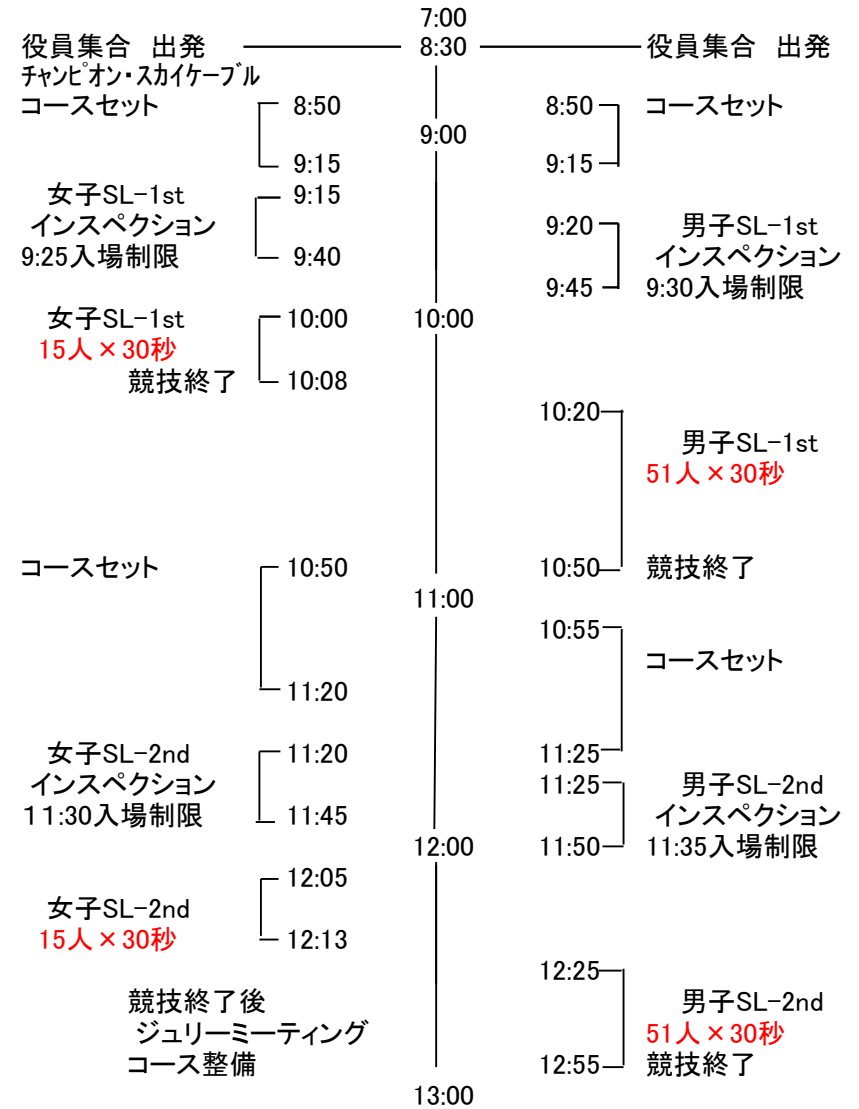 7:00
役員集合 出発 8:30 役員集合 出発
チャンピオン・スカイケーブル
コースセット 8:50 8:50 コースセット
9:00
9:15 9:15
女子SL-1st 9:15
インスペクション 9:20 男子SL-1st
9:25入場制限 9:40 インスペクション
9:45 9:30入場制限
女子SL-1st 10:00 10:00
15人×30秒
競技終了 10:08
10:20
男子SL-1st
51人×30秒
コースセット 10:50 10:50 競技終了
11:00
10:55
コースセット
11:20
女子SL-2nd 11:20 11:25
インスペクション 11:25 男子SL-2nd
11:30入場制限 11:45 インスペクション
12:00 11:50 11:35入場制限
12:05
女子SL-2nd
15人×30秒 12:13
12:25
競技終了後 男子SL-2nd
ジュリーミーティング 51人×30秒
コース整備 12:55 競技終了
13:00